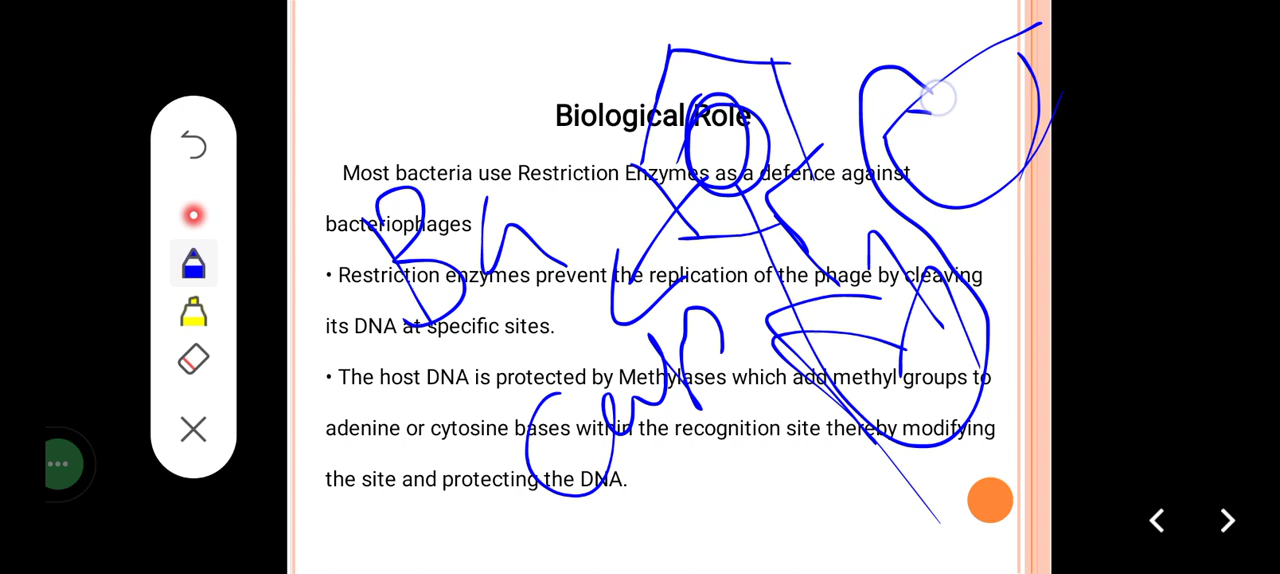 Biological Role
Most bacteria use Restriction Enzymes as a defence against
bacteriophages
• Restriction enzymes prevent the replication of the phage by cleaving
its DNA at specific sites.
• The host DNA is protected by Methylases which add methyl groups to
adenine or cytosine bases within the recognition site thereby modifying
the site and protecting the DNA.